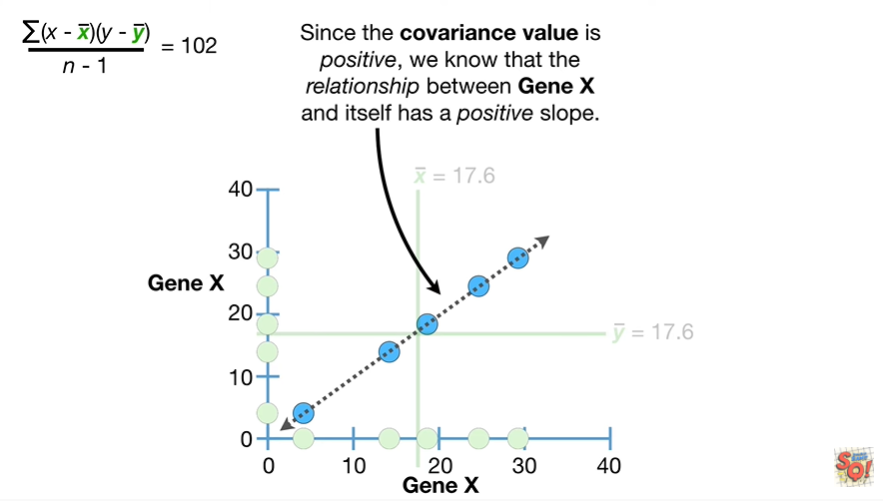 Σ(x - x̄)(y - ȳ)
n - 1
= 102
Since the covariance value is
positive, we know that the
relationship between Gene X
and itself has a positive slope.
x̄ = 17.6
40
30
Gene X
20
ȳ = 17.6
10
0
0 10 20 30 40
Gene X
SQ!